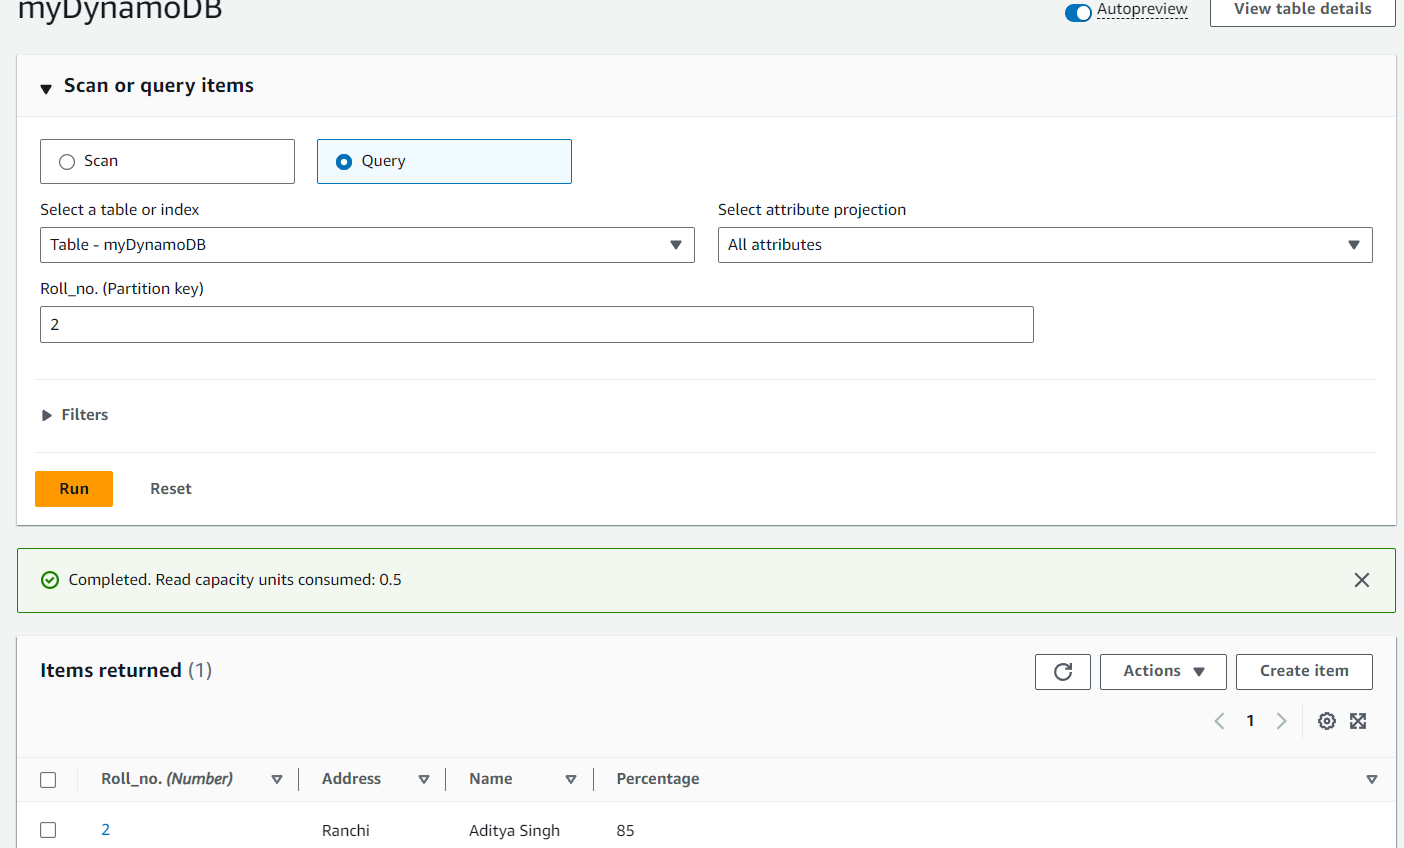 myDynamoDB
Autopreview
View table details
Scan or query items
Scan
Query
Select a table or index
Select attribute projection
Table - myDynamoDB
All attributes
Roll_no. (Partition key)
2
Filters
Run
Reset
Completed. Read capacity units consumed: 0.5
Items returned (1)
Actions
Create item
1
Roll_no. (Number)
Address
Name
Percentage
2
Ranchi
Aditya Singh
85